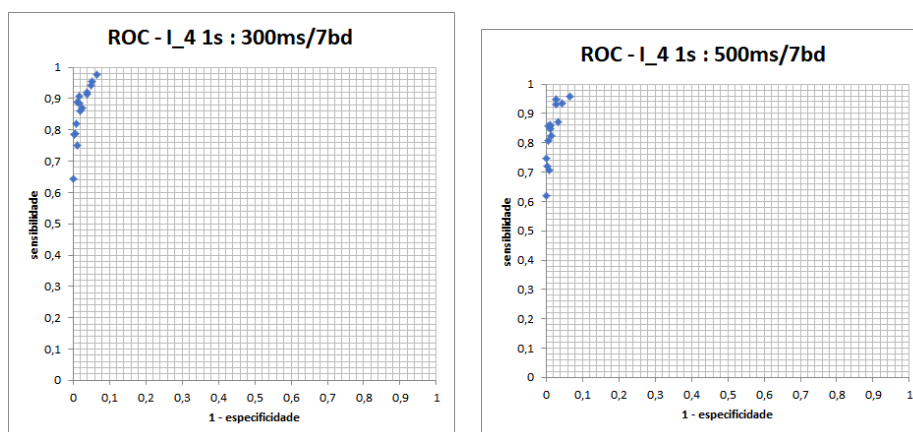 ROC - I_4 1s : 300ms/7bd
1
0,9
0,8
0,7
0,6
0,5
0,4
0,3
0,2
0,1
0
sensibilidade
0 0,1 0,2 0,3 0,4 0,5 0,6 0,7 0,8 0,9 1
1 - especificidade
ROC - I_4 1s : 500ms/7bd
1
0,9
0,8
0,7
0,6
0,5
0,4
0,3
0,2
0,1
0
sensibilidade
0 0,1 0,2 0,3 0,4 0,5 0,6 0,7 0,8 0,9 1
1 - especificidade